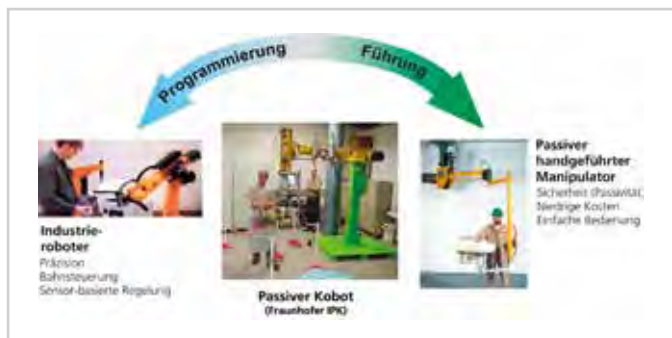 Programmierung
Führung
Industrie-
roboter
Präzision
Bahnsteuerung
Sensor-basierte Regelung
Passiver Kobot
(Fraunhofer IPK)
Passiver
handgeführter
Manipulator
Sicherheit (Passivität)
Niedrige Kosten
Einfache Bedienung